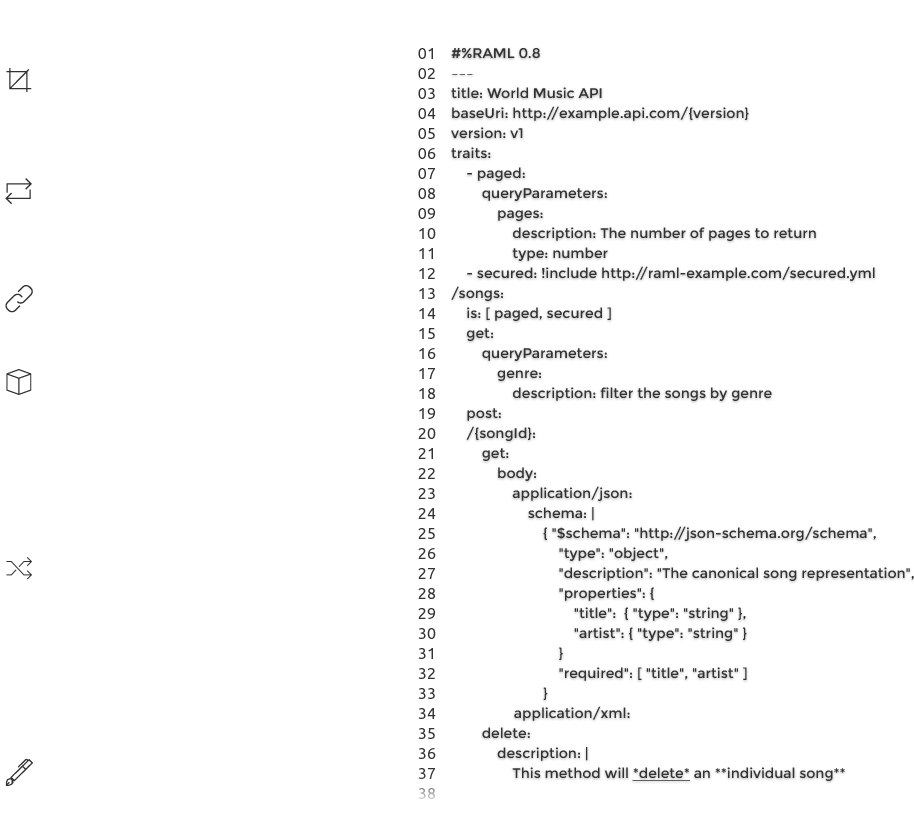 01 #%RAML 0.8
02 ---
03 title: World Music API
04 baseUri: http://example.api.com/{version}
05 version: v1
06 traits:
07 - paged:
08 queryParameters:
09 pages:
10 description: The number of pages to return
11 type: number
12 - secured: !include http://raml-example.com/secured.yml
13 /songs:
14 is: [ paged, secured ]
15 get:
16 queryParameters:
17 genre:
18 description: filter the songs by genre
19 post:
20 /{songId}:
21 get:
22 body:
23 application/json:
24 schema: |
25 { "$schema": "http://json-schema.org/schema",
26 "type": "object",
27 "description": "The canonical song representation",
28 "properties": {
29 "title":  { "type": "string" },
30 "artist": { "type": "string" }
31 }
32 "required": [ "title", "artist" ]
33 }
34 application/xml:
35 delete:
36 description: |
37 This method will *delete* an **individual song**
38